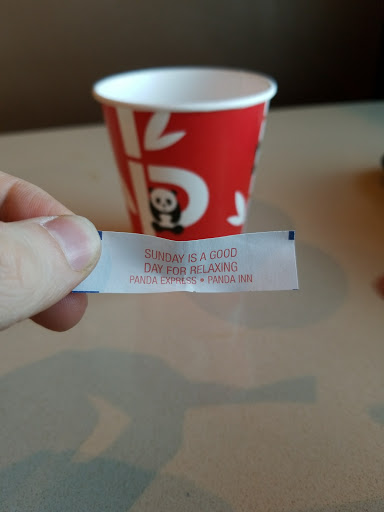 SUNDAY IS A GOOD
DAY FOR RELAXING
PANDA EXPRESS • PANDA INN